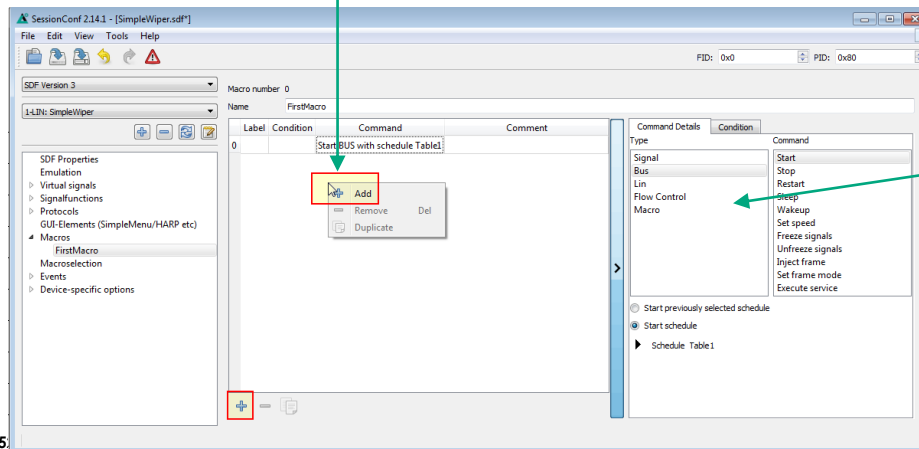 SessionConf 2.14.1 - [SimpleWiper.sdf*]
File Edit View Tools Help
FID: 0x0 PID: 0x80
SDF Version 3
1-LIN: SimpleWiper
SDF Properties
Emulation
Virtual signals
Signalfunctions
Protocols
GUI-Elements (SimpleMenu/HARP etc)
Macros
FirstMacro
Macroselection
Events
Device-specific options
Macro number 0
Name FirstMacro
Label Condition Command Comment
0 Start BUS with schedule Table1
Add
Remove Del
Duplicate
Command Details Condition
Type Command
Signal
Bus
Lin
Flow Control
Macro
Start
Stop
Restart
Sleep
Wakeup
Set speed
Freeze signals
Unfreeze signals
Inject frame
Set frame mode
Execute service
Start previously selected schedule
Start schedule
Schedule Table1